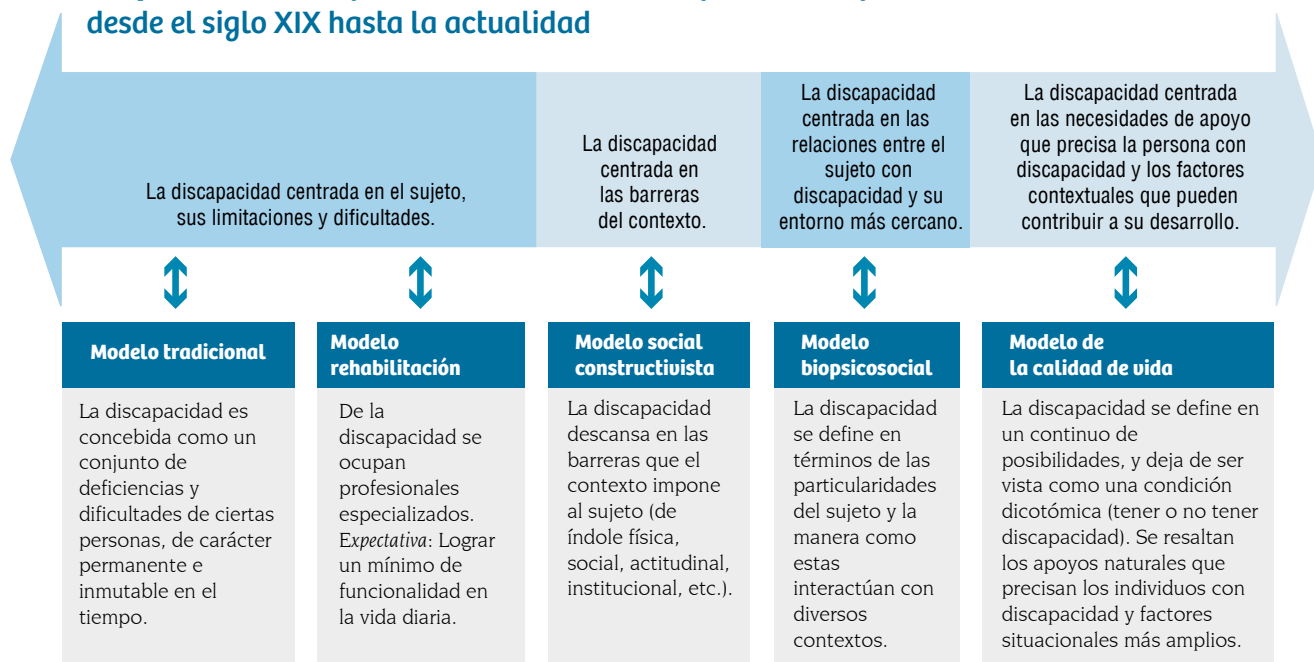 desde el siglo XIX hasta la actualidad
La discapacidad centrada en el sujeto,
sus limitaciones y dificultades.
La discapacidad
centrada en
las barreras
del contexto.
La discapacidad
centrada en las
relaciones entre el
sujeto con
discapacidad y su
entorno más cercano.
La discapacidad centrada
en las necesidades de apoyo
que precisa la persona con
discapacidad y los factores
contextuales que pueden
contribuir a su desarrollo.
Modelo tradicional
La discapacidad es
concebida como un
conjunto de
deficiencias y
dificultades de ciertas
personas, de carácter
permanente e
inmutable en el
tiempo.
Modelo
rehabilitación
De la
discapacidad se
ocupan
profesionales
especializados.
Expectativa: Lograr
un mínimo de
funcionalidad en
la vida diaria.
Modelo social
constructivista
La discapacidad
descansa en las
barreras que el
contexto impone
al sujeto (de
índole física,
social, actitudinal,
institucional, etc.).
Modelo
biopsicosocial
La discapacidad
se define en
términos de las
particularidades
del sujeto y la
manera como
estas
interactúan con
diversos
contextos.
Modelo de
la calidad de vida
La discapacidad se define en
un continuo de
posibilidades, y deja de ser
vista como una condición
dicotómica (tener o no tener
discapacidad). Se resaltan
los apoyos naturales que
precisan los individuos con
discapacidad y factores
situacionales más amplios.